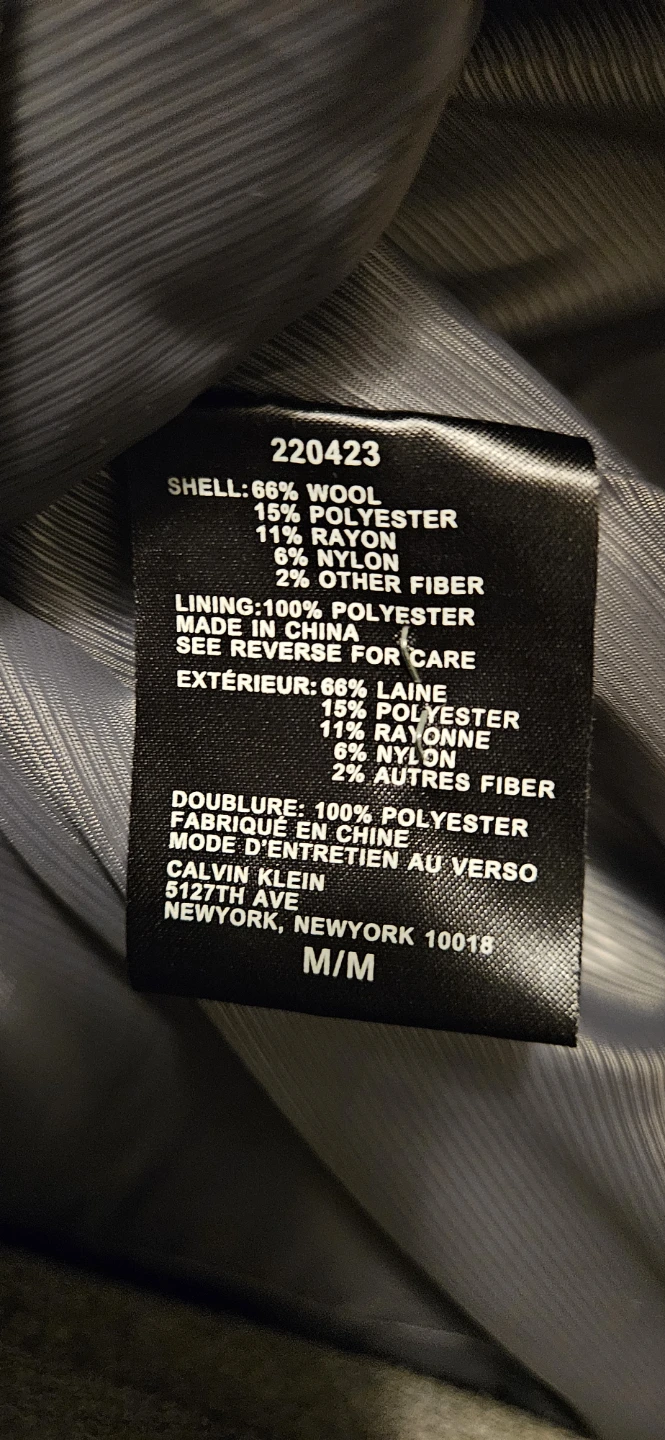 220423
SHELL:66% WOOL
15% POLYESTER
11% RAYON
6% NYLON
2% OTHER FIBER
LINING:100% POLYESTER
MADE IN CHINA
SEE REVERSE FOR CARE
EXTÉRIEUR:66% LAINE
15% POLYESTER
11% RAYONNE
6% NYLON
2% AUTRES FIBER
DOUBLURE: 100% POLYESTER
FABRIQUÉ EN CHINE
MODE D'ENTRETIEN AU VERSO
CALVIN KLEIN
5127TH AVE
NEWYORK, NEWYORK 10018
M/M